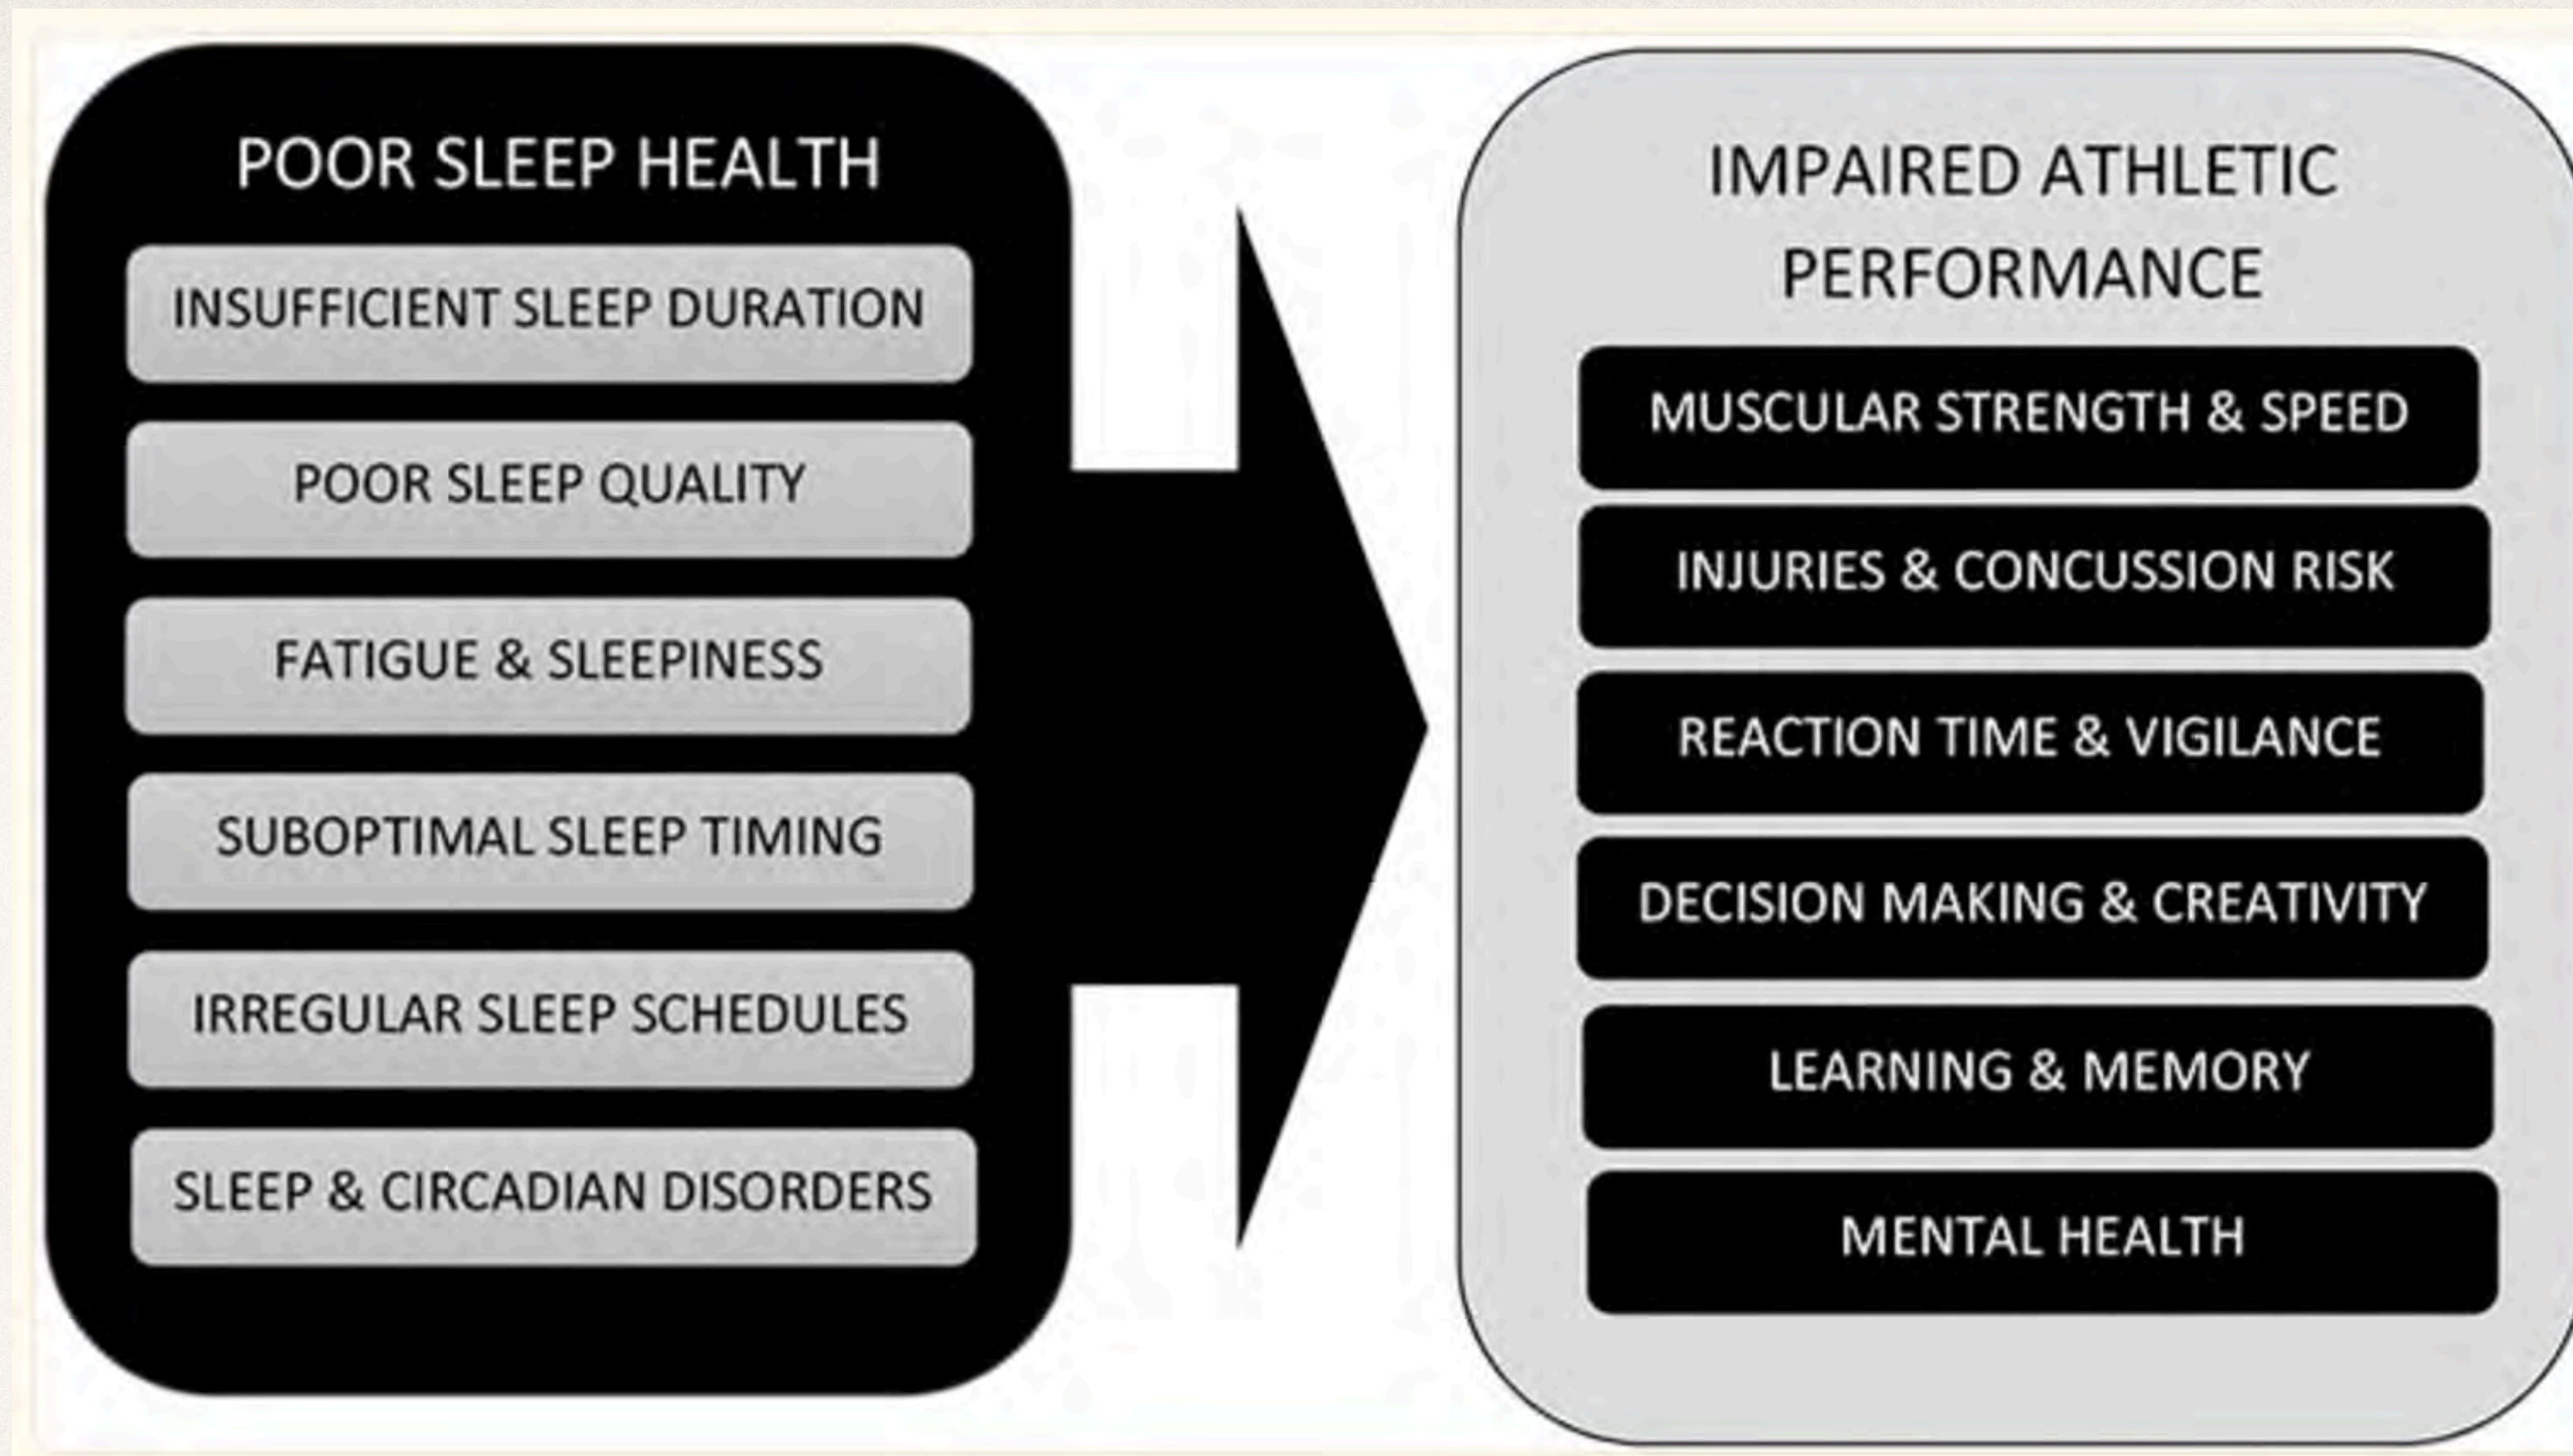 POOR SLEEP HEALTH
INSUFFICIENT SLEEP DURATION
POOR SLEEP QUALITY
FATIGUE & SLEEPINESS
SUBOPTIMAL SLEEP TIMING
IRREGULAR SLEEP SCHEDULES
SLEEP & CIRCADIAN DISORDERS
IMPAIRED ATHLETIC
PERFORMANCE
MUSCULAR STRENGTH & SPEED
INJURIES & CONCUSSION RISK
REACTION TIME & VIGILANCE
DECISION MAKING & CREATIVITY
LEARNING & MEMORY
MENTAL HEALTH